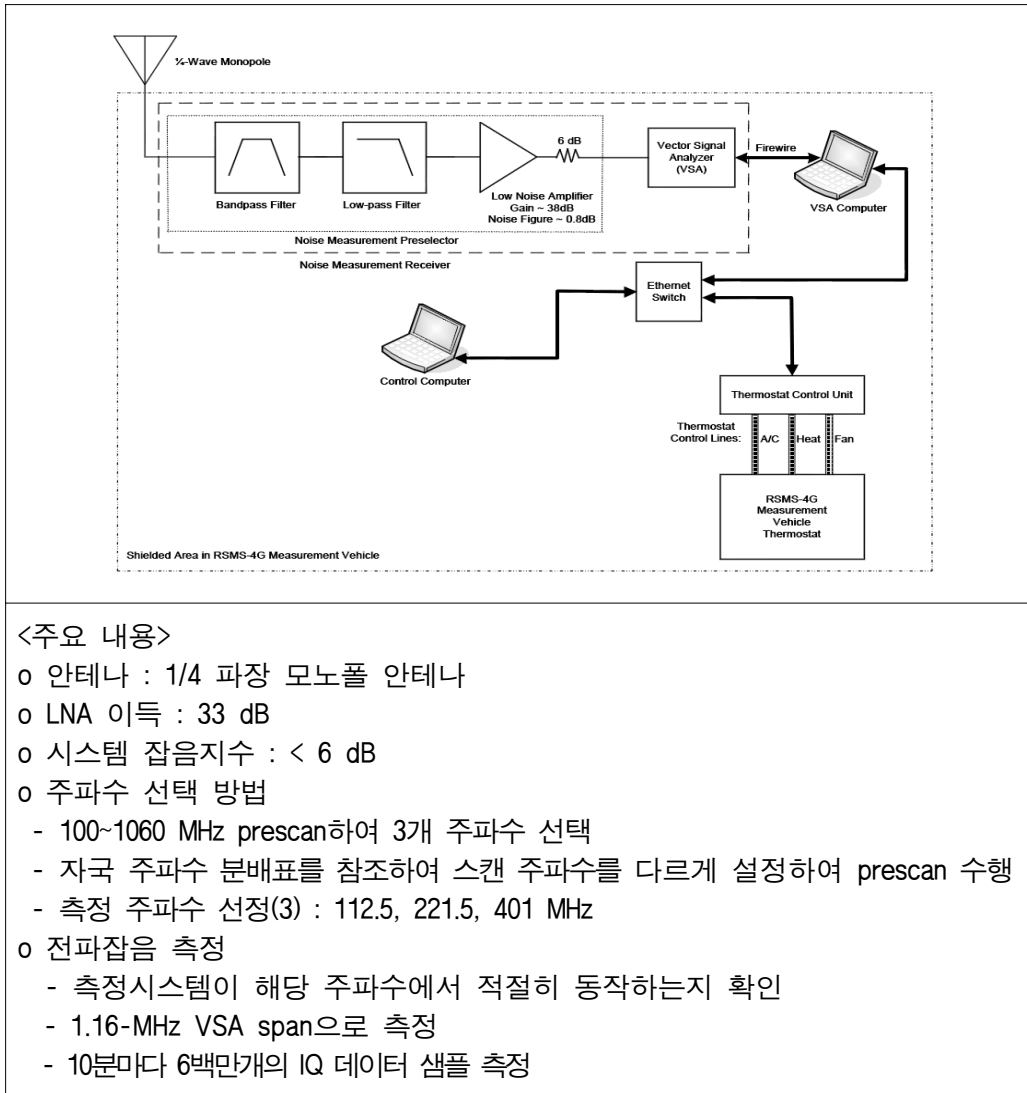 ¼-Wave Monopole
6 dB
Vector Signal
Analyzer
(VSA)
Firewire
Bandpass Filter
Low-pass Filter
Low Noise Amplifier
Gain ~ 38dB
Noise Figure ~ 0.8dB
VSA Computer
Noise Measurement Preselector
Noise Measurement Receiver
Ethernet
Switch
Control Computer
Thermostat Control Unit
Thermostat
Control Lines:
A/C
Heat
Fan
RSMS-4G
Measurement
Vehicle
Thermostat
Shielded Area in RSMS-4G Measurement Vehicle
<주요 내용>
o 안테나 : 1/4 파장 모노폴 안테나
o LNA 이득 : 33 dB
o 시스템 잡음지수 : < 6 dB
o 주파수 선택 방법
- 100~1060 MHz prescan하여 3개 주파수 선택
- 자국 주파수 분배표를 참조하여 스캔 주파수를 다르게 설정하여 prescan 수행
- 측정 주파수 선정(3) : 112.5, 221.5, 401 MHz
o 전파잡음 측정
- 측정시스템이 해당 주파수에서 적절히 동작하는지 확인
- 1.16-MHz VSA span으로 측정
- 10분마다 6백만개의 IQ 데이터 샘플 측정